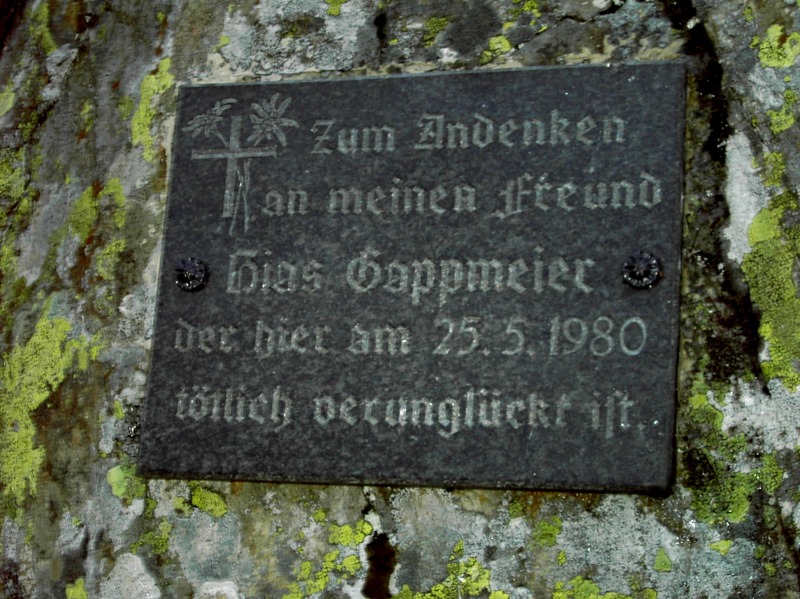 Zum Andenken
an meinen Freund
Hias Gappmeier
der hier am 25.5.1980
tötlich verunglückt ist.